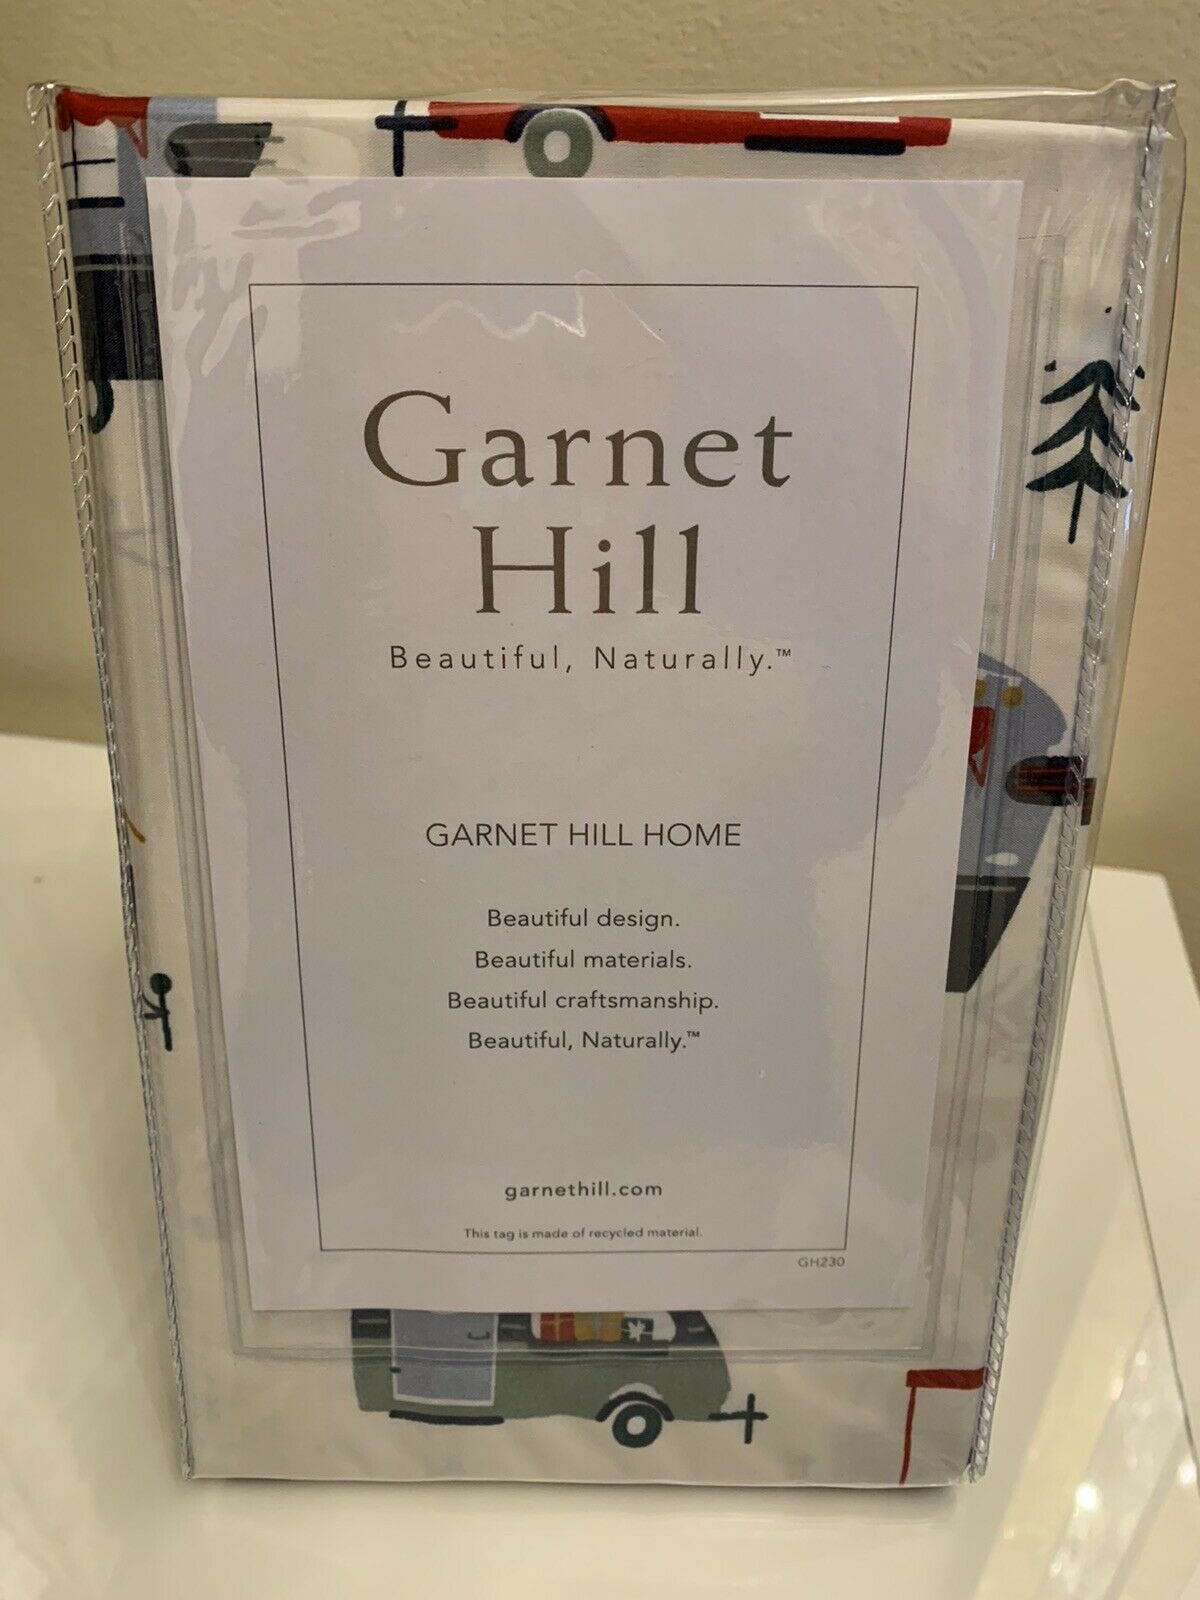 Garnet
Hill
Beautiful, Naturally.™
GARNET HILL HOME
Beautiful design.
Beautiful materials.
Beautiful craftsmanship.
Beautiful, Naturally.™
garnethill.com
This tag is made of recycled material.
GH230